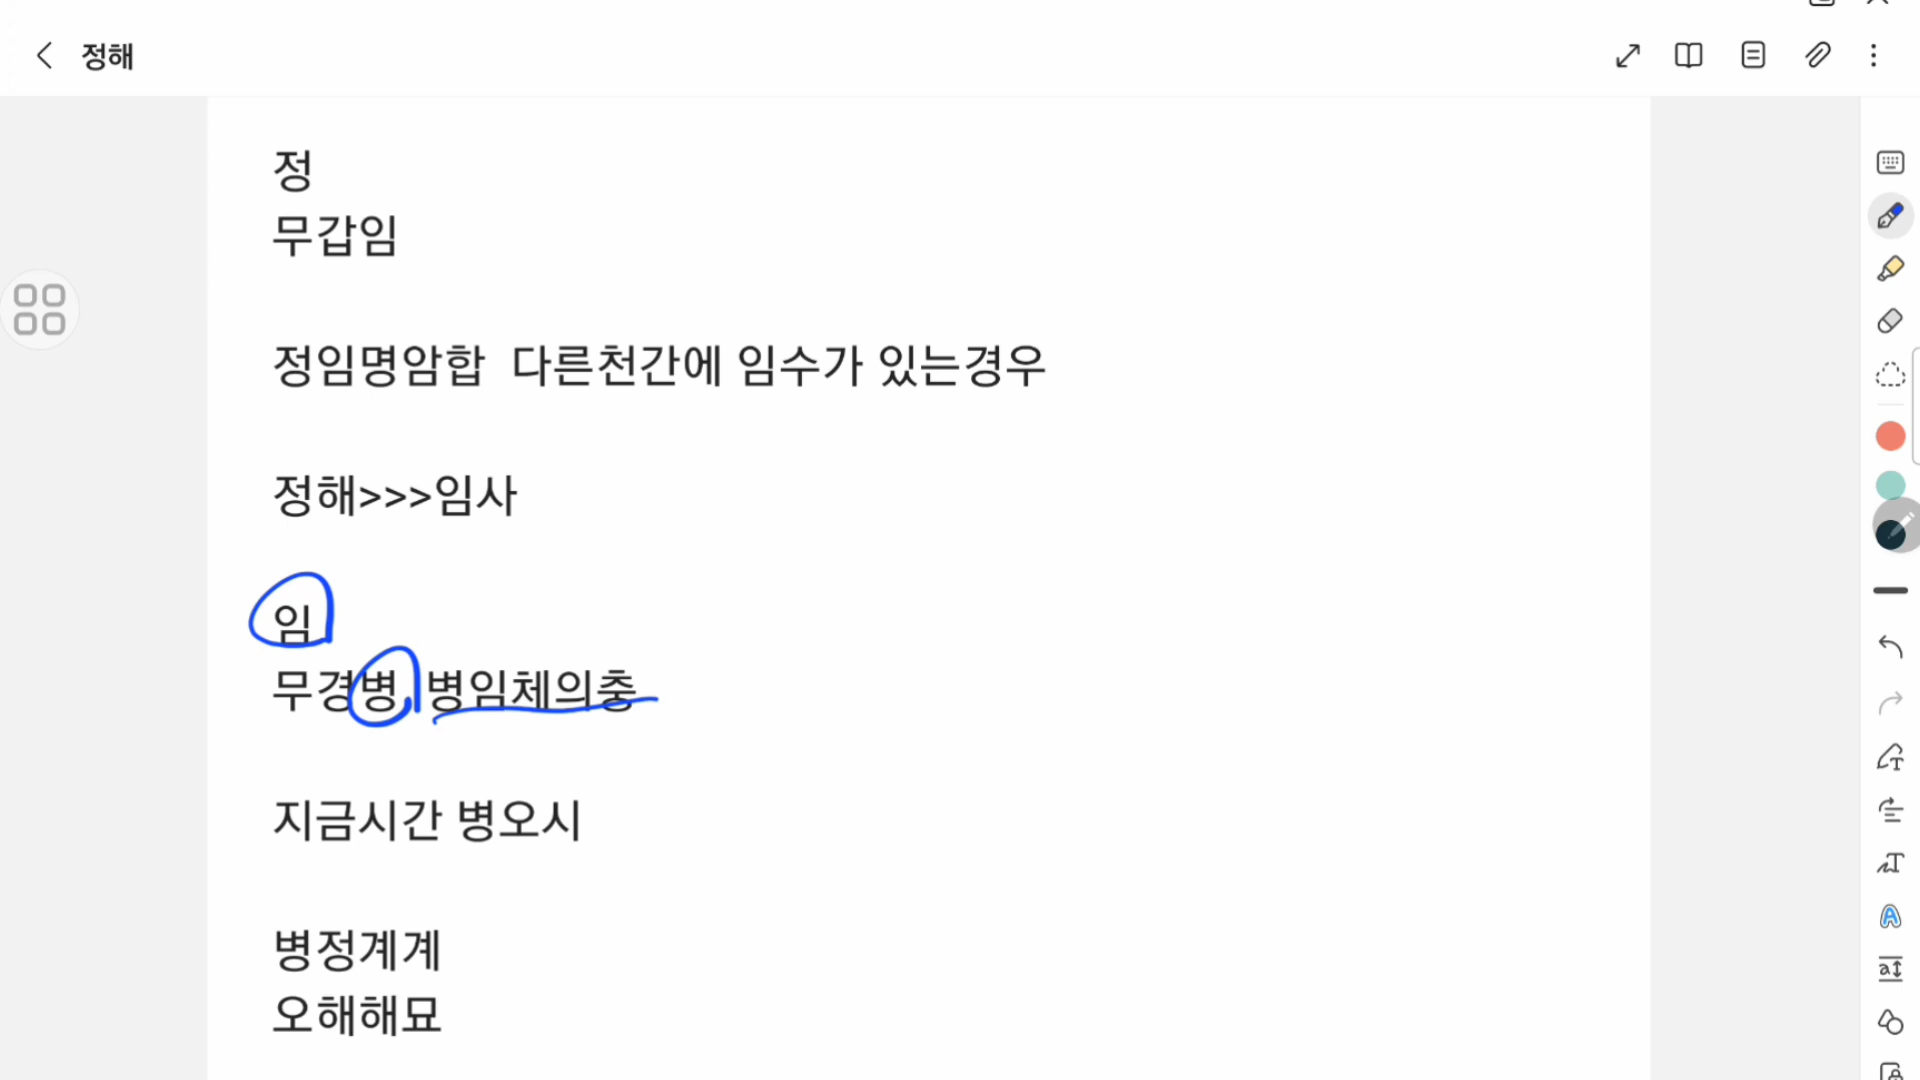 정해
정
무갑임
정임명암합 다른천간에 임수가 있는경우
정해>>>임사
임
무경병 병임체의충
지금시간 병오시
병정계계
오해해묘